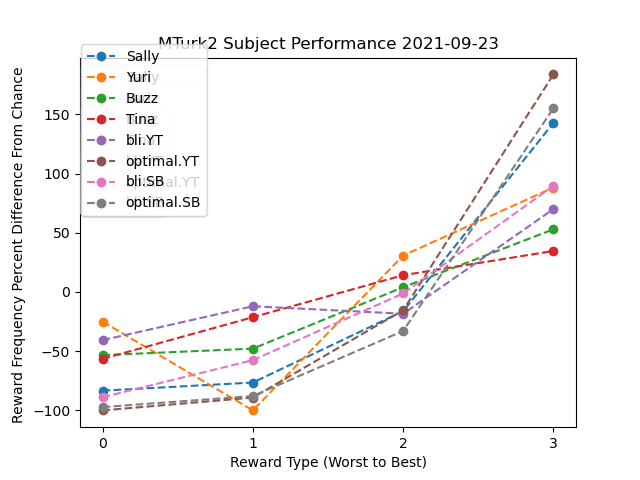 MTurk2 Subject Performance 2021-09-23
Sally
Yuri
Buzz
Tina
bli.YT
optimal.YT
bli.SB
optimal.SB
Reward Frequency Percent Difference From Chance
150
100
50
0
−50
−100
0 1 2 3
Reward Type (Worst to Best)